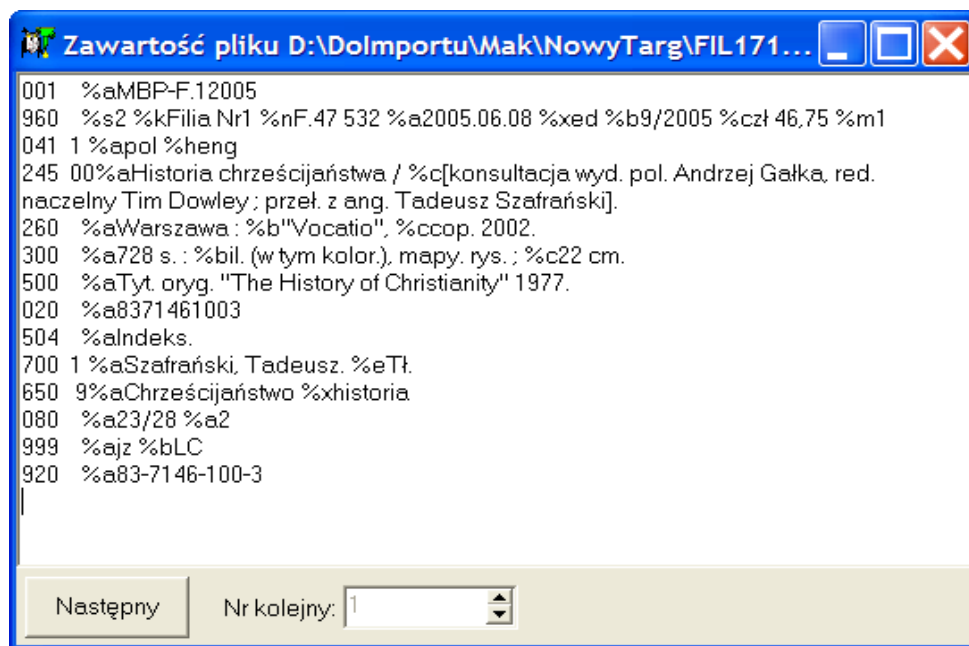 Zawartość pliku D:\DoImportu\Mak\NowyTarg\FIL171...
001 %aMBP-F.12005
960 %s2 %kFilia Nr1 %nF.47 532 %a2005.06.08 %xed %b9/2005 %czł 46,75 %m1
041 1 %apol %heng
245 00%aHistoria chrześcijaństwa / %c[konsultacja wyd. pol. Andrzej Gałka, red.
naczelny Tim Dowley ; przeł. z ang. Tadeusz Szafrański].
260 %aWarszawa : %b"Vocatio", %ccop. 2002.
300 %a728 s. : %bil. (w tym kolor.), mapy. rys. ; %c22 cm.
500 %aTyt. oryg. "The History of Christianity" 1977.
020 %a8371461003
504 %aIndeks.
700 1 %aSzafrański, Tadeusz. %eTł.
650 9%aChrześcijaństwo %xhistoria
080 %a23/28 %a2
999 %ajz %bLC
920 %a83-7146-100-3
Następny Nr kolejny: 1